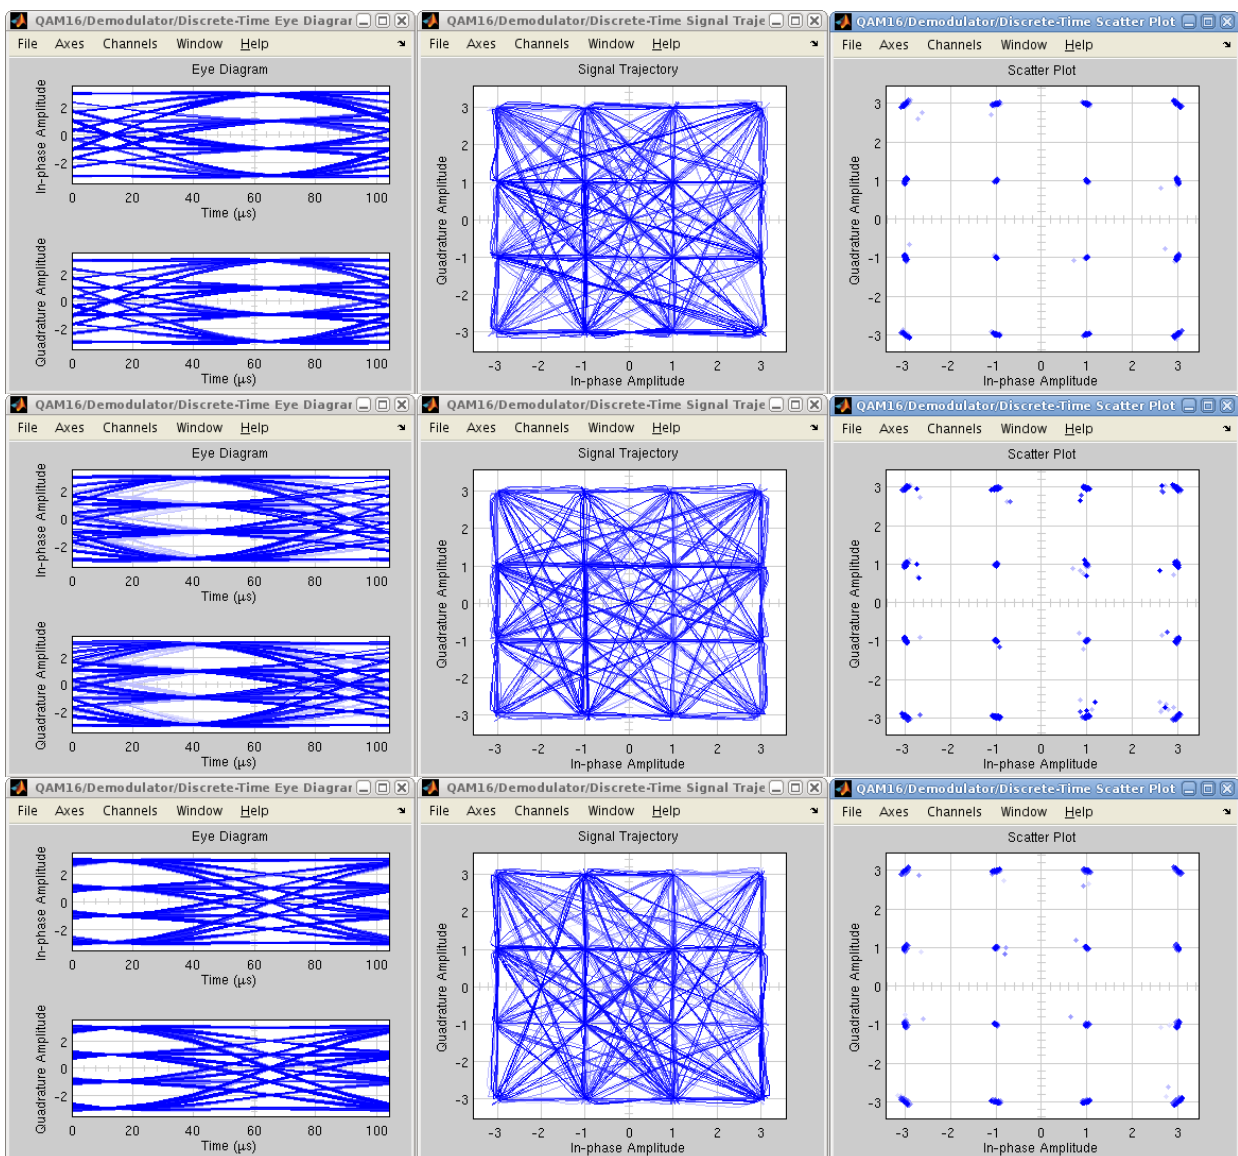 QAM16/Demodulator/Discrete-Time Eye Diagrar
File Axes Channels Window Help
Eye Diagram
In-phase Amplitude
2
0
-2
0 20 40 60 80 100
Time (μs)
Quadrature Amplitude
2
0
-2
0 20 40 60 80 100
Time (μs)
QAM16/Demodulator/Discrete-Time Signal Traje
File Axes Channels Window Help
Signal Trajectory
Quadrature Amplitude
3
2
1
0
-1
-2
-3
-3 -2 -1 0 1 2 3
In-phase Amplitude
QAM16/Demodulator/Discrete-Time Scatter Plot
File Axes Channels Window Help
Scatter Plot
Quadrature Amplitude
3
2
1
0
-1
-2
-3
-3 -2 -1 0 1 2 3
In-phase Amplitude
QAM16/Demodulator/Discrete-Time Eye Diagrar
File Axes Channels Window Help
Eye Diagram
In-phase Amplitude
2
0
-2
0 20 40 60 80 100
Time (μs)
Quadrature Amplitude
2
0
-2
0 20 40 60 80 100
Time (μs)
QAM16/Demodulator/Discrete-Time Signal Traje
File Axes Channels Window Help
Signal Trajectory
Quadrature Amplitude
3
2
1
0
-1
-2
-3
-3 -2 -1 0 1 2 3
In-phase Amplitude
QAM16/Demodulator/Discrete-Time Scatter Plot
File Axes Channels Window Help
Scatter Plot
Quadrature Amplitude
3
2
1
0
-1
-2
-3
-3 -2 -1 0 1 2 3
In-phase Amplitude
QAM16/Demodulator/Discrete-Time Eye Diagrar
File Axes Channels Window Help
Eye Diagram
In-phase Amplitude
2
0
-2
0 20 40 60 80 100
Time (μs)
Quadrature Amplitude
2
0
-2
0 20 40 60 80 100
Time (μs)
QAM16/Demodulator/Discrete-Time Signal Traje
File Axes Channels Window Help
Signal Trajectory
Quadrature Amplitude
3
2
1
0
-1
-2
-3
-3 -2 -1 0 1 2 3
In-phase Amplitude
QAM16/Demodulator/Discrete-Time Scatter Plot
File Axes Channels Window Help
Scatter Plot
Quadrature Amplitude
3
2
1
0
-1
-2
-3
-3 -2 -1 0 1 2 3
In-phase Amplitude